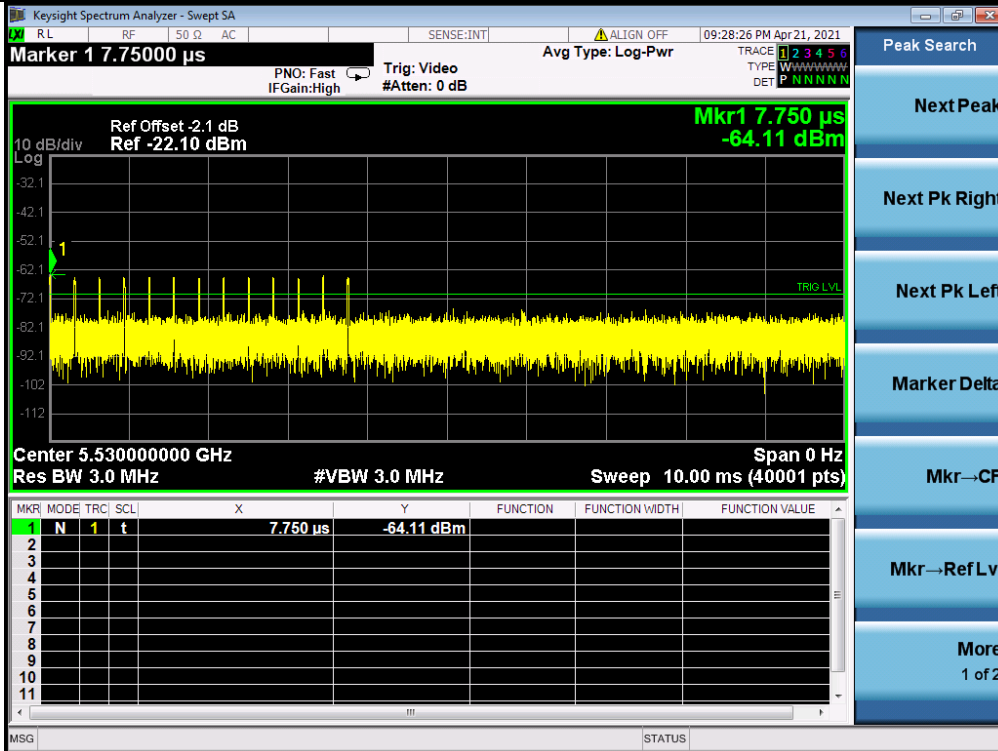 Keysight Spectrum Analyzer - Swept SA
LXI RL RF 50 Ω AC SENSE:INT ALIGN OFF 09:28:26 PM Apr 21, 2021
Marker 1 7.75000 µs
PNO: Fast
IFGain:High
Trig: Video
#Atten: 0 dB
Avg Type: Log-Pwr
TRACE 1 2 3 4 5 6
TYPE WWWWWW
DET P N N N N N
Peak Search
Next Peak
Next Pk Right
Next Pk Left
Marker Delta
Mkr→CF
Mkr→Ref Lv
More
1 of 2
Mkr1 7.750 µs
-64.11 dBm
Ref Offset -2.1 dB
10 dB/div Ref -22.10 dBm
Log
-32.1
-42.1
-52.1
1
-62.1
TRIG LVL
-72.1
-82.1
-92.1
-102
-112
Center 5.530000000 GHz Span 0 Hz
Res BW 3.0 MHz #VBW 3.0 MHz Sweep 10.00 ms (40001 pts)
MKR MODE TRC SCL X Y FUNCTION FUNCTION WIDTH FUNCTION VALUE
1 N 1 t 7.750 µs -64.11 dBm
2
3
4
5
6
7
8
9
10
11
MSG STATUS